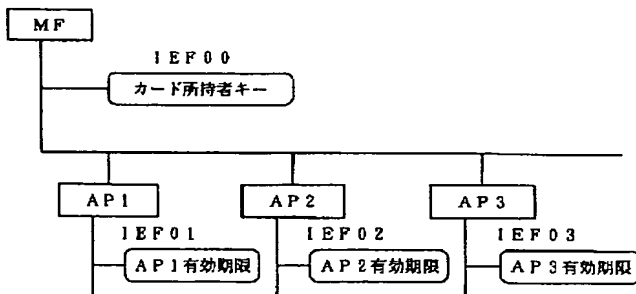 MF
IEF00
カード所持者キー
AP1
AP2
AP3
IEF01
IEF02
IEF03
AP1有効期限
AP2有効期限
AP3有効期限